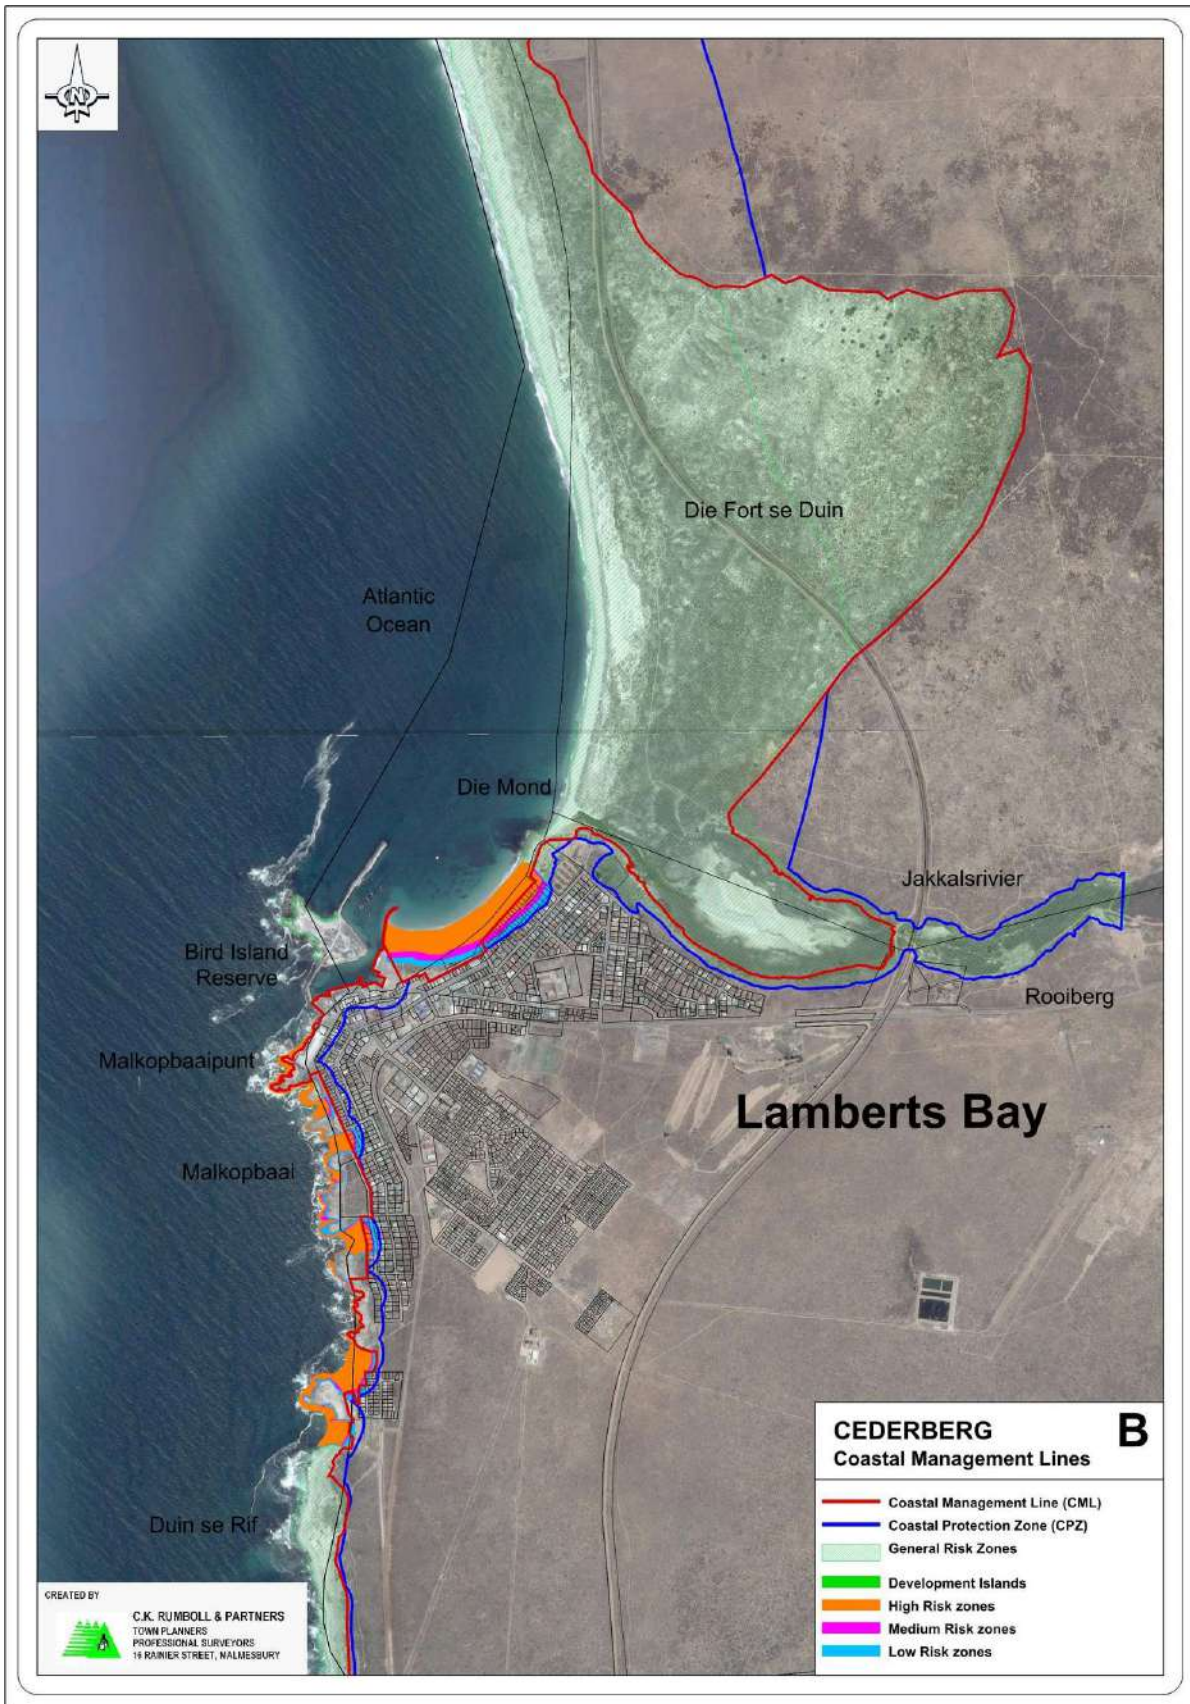 N
Die Fort se Duin
Atlantic
Ocean
Die Mond
Jakkalsrivier
Bird Island
Reserve
Rooiberg
Malkopbaaipunt
Lamberts Bay
Malkopbaai
Duin se Rif
CEDERBERG
B
Coastal Management Lines
Coastal Management Line (CML)
Coastal Protection Zone (CPZ)
General Risk Zones
Development Islands
High Risk zones
Medium Risk zones
Low Risk zones
CREATED BY
C.K. RUMBOLL & PARTNERS
TOWN PLANNERS
PROFESSIONAL SURVEYORS
16 RAINIER STREET, MALMESBURY